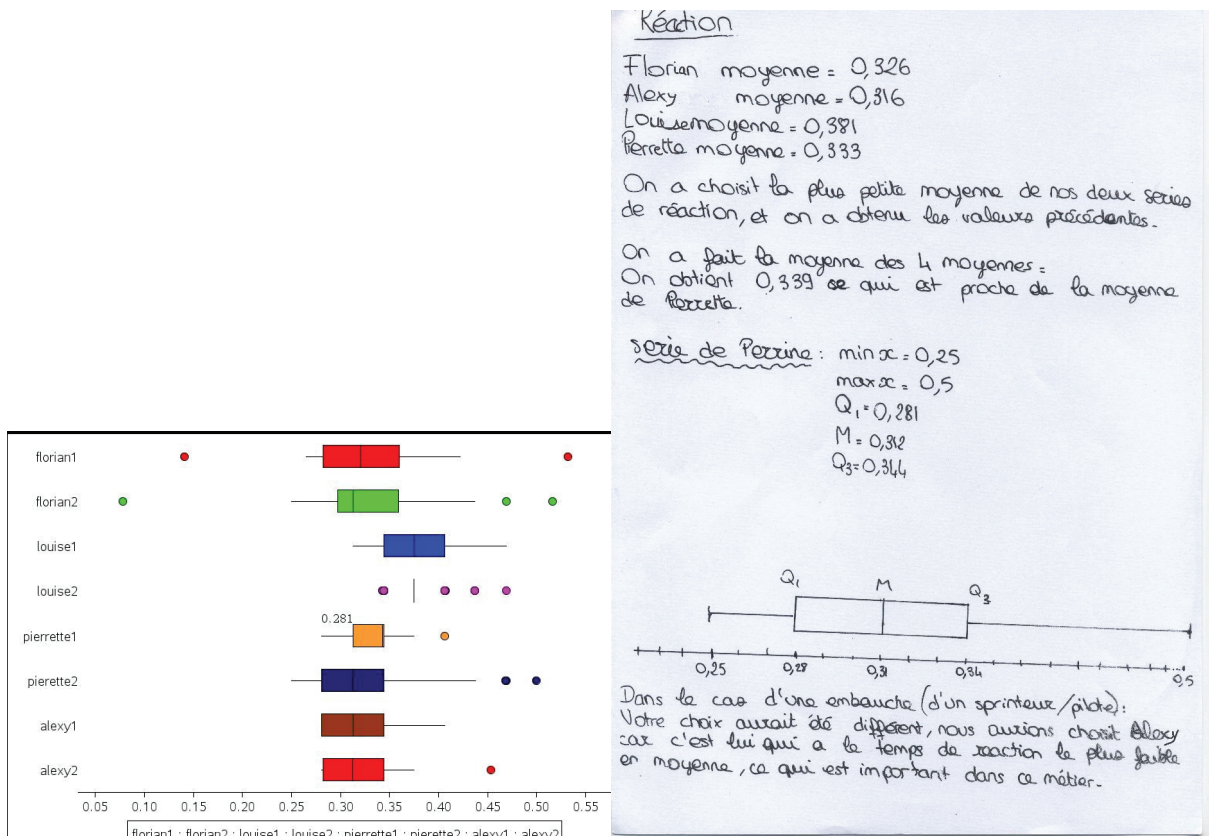 florian1
florian2
louise1
louise2
0.281
pierrette1
pierette2
alexy1
alexy2
0.05 0.10 0.15 0.20 0.25 0.30 0.35 0.40 0.45 0.50 0.55
florian1 : florian2 : louise1 : louise2 : pierrette1 : pierette2 : alexy1 : alexy2
Réaction
Florian moyenne = 0,326
Alexy moyenne = 0,316
Louise moyenne = 0,381
Pierrette moyenne = 0,333
On a choisit la plus petite moyenne de nos deux series
de réaction, et on a obtenu les valeurs précédentes.
On a fait la moyenne des 4 moyennes :
On obtient 0,339 se qui est proche de la moyenne
de Perrette.
serie de Perrine : min x = 0,25
max x = 0,5
Q1 = 0,281
M = 0,312
Q3 = 0,344
Q1 M Q3
0,25 0,28 0,31 0,34 0,5
Dans le cas d'une embauche (d'un sprinteur/pilote) :
Votre choix aurait été différent, nous aurions choisit Alexy
car c'est lui qui a le temps de reaction le plus faible
en moyenne, ce qui est important dans ce métier.